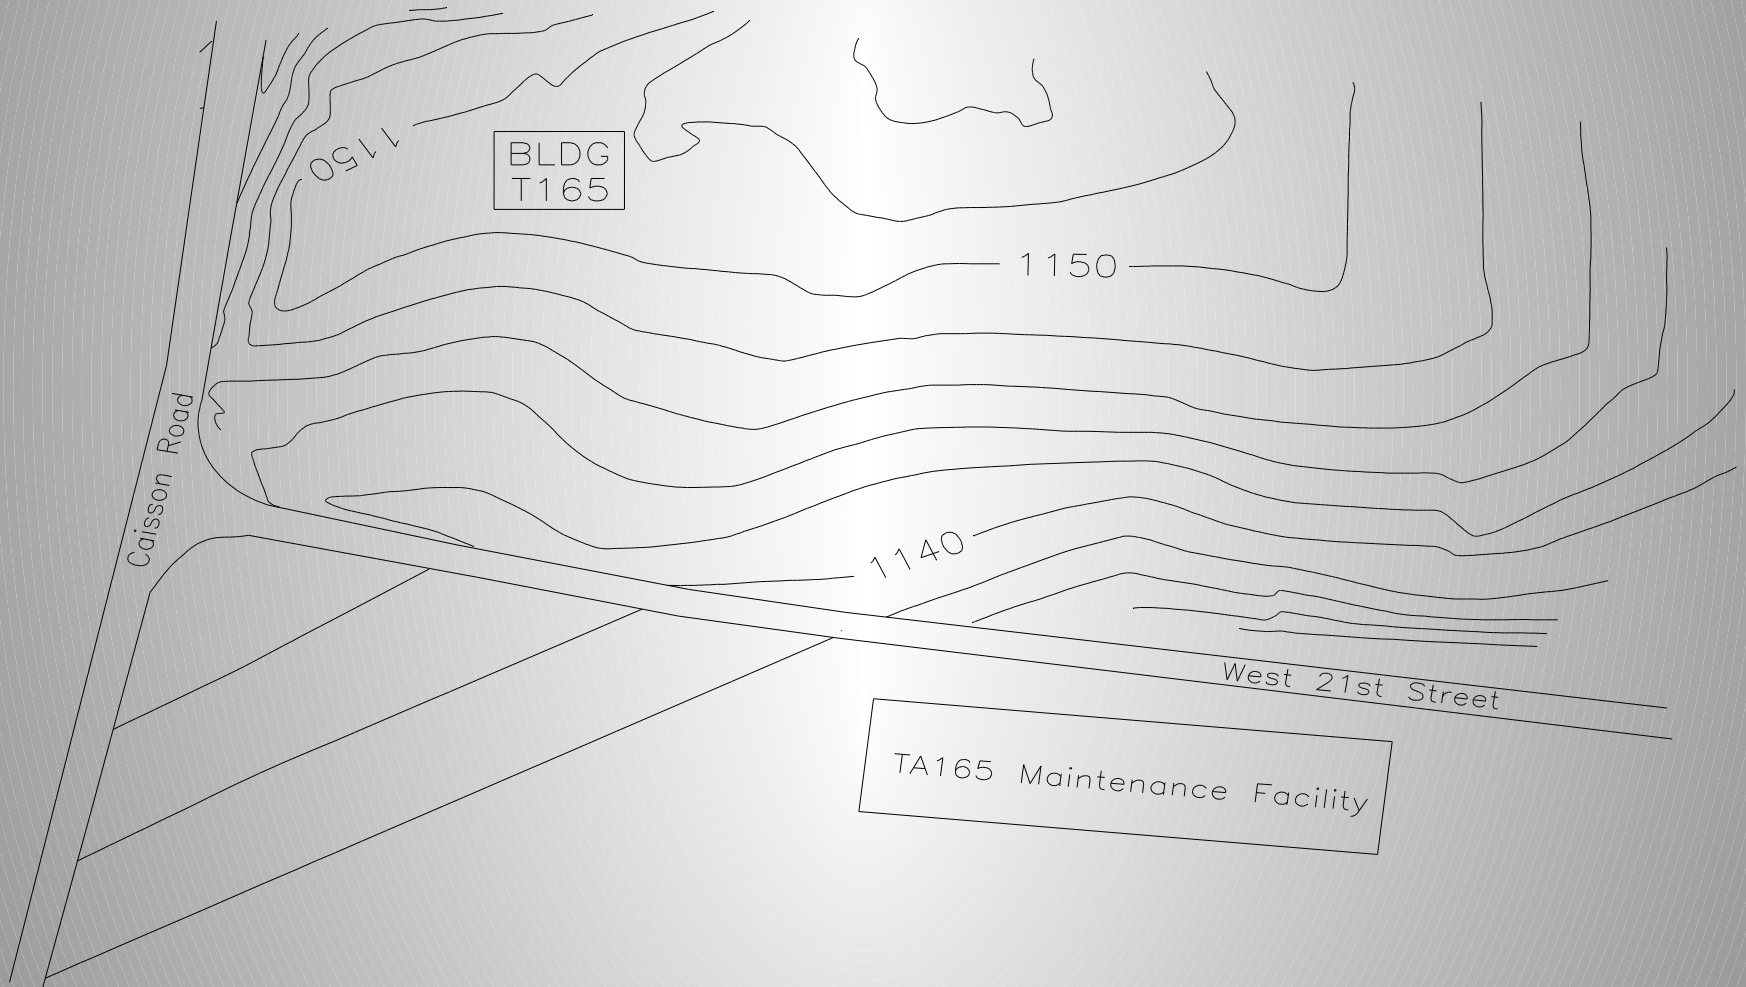 1150
BLDG
T165
1150
Caisson Road
1140
West 21st Street
TA165 Maintenance Facility